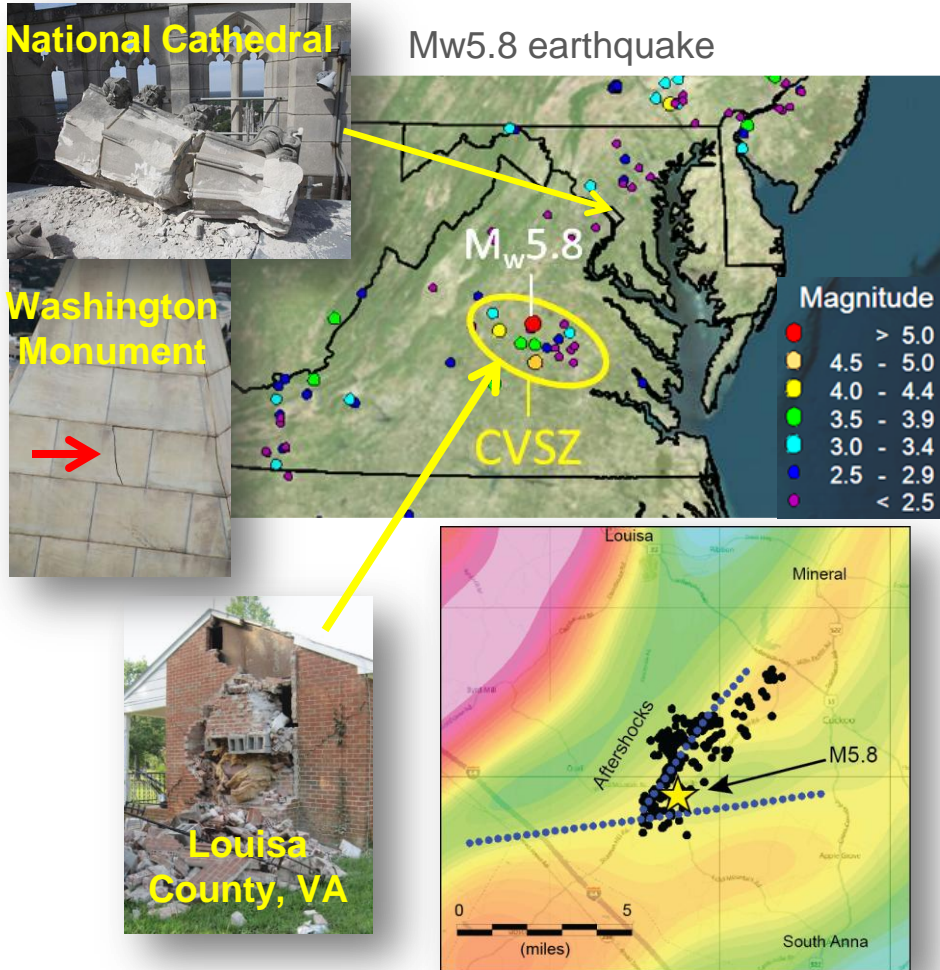 National Cathedral
Mw5.8 earthquake
Mw5.8
Washington
Monument
CVSZ
Magnitude
> 5.0
4.5 - 5.0
4.0 - 4.4
3.5 - 3.9
3.0 - 3.4
2.5 - 2.9
< 2.5
Louisa
County, VA
Louisa
Mineral
Aftershocks
Cuckoo
M5.8
0 5
(miles)
South Anna